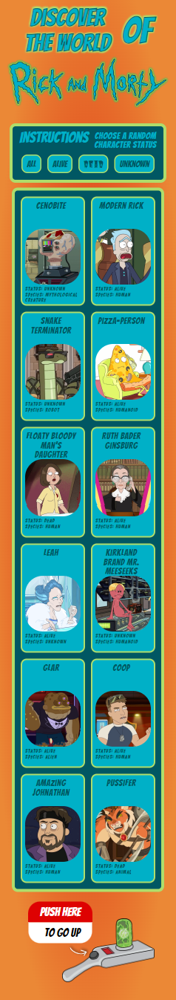 DISCOVER
THE WORLD OF
Rick AND Morty
INSTRUCTIONS CHOOSE A RANDOM
CHARACTER STATUS
ALL ALIVE DEAD UNKNOWN
CENOBITE
STATUS: UNKNOWN
SPECIES: MYTHOLOGICAL
CREATURE
MODERN RICK
STATUS: ALIVE
SPECIES: HUMAN
SNAKE
TERMINATOR
STATUS: UNKNOWN
SPECIES: ROBOT
PIZZA-PERSON
STATUS: ALIVE
SPECIES: HUMANOID
FLOATY BLOODY
MAN'S
DAUGHTER
STATUS: DEAD
SPECIES: HUMAN
RUTH BADER
GINSBURG
STATUS: ALIVE
SPECIES: HUMAN
LEAH
STATUS: ALIVE
SPECIES: UNKNOWN
KIRKLAND
BRAND MR.
MEESEEKS
STATUS: UNKNOWN
SPECIES: HUMANOID
GLAR
STATUS: ALIVE
SPECIES: ALIEN
COOP
STATUS: ALIVE
SPECIES: HUMAN
AMAZING
JOHNATHAN
STATUS: ALIVE
SPECIES: HUMAN
PUSSIFER
STATUS: DEAD
SPECIES: ANIMAL
PUSH HERE
TO GO UP